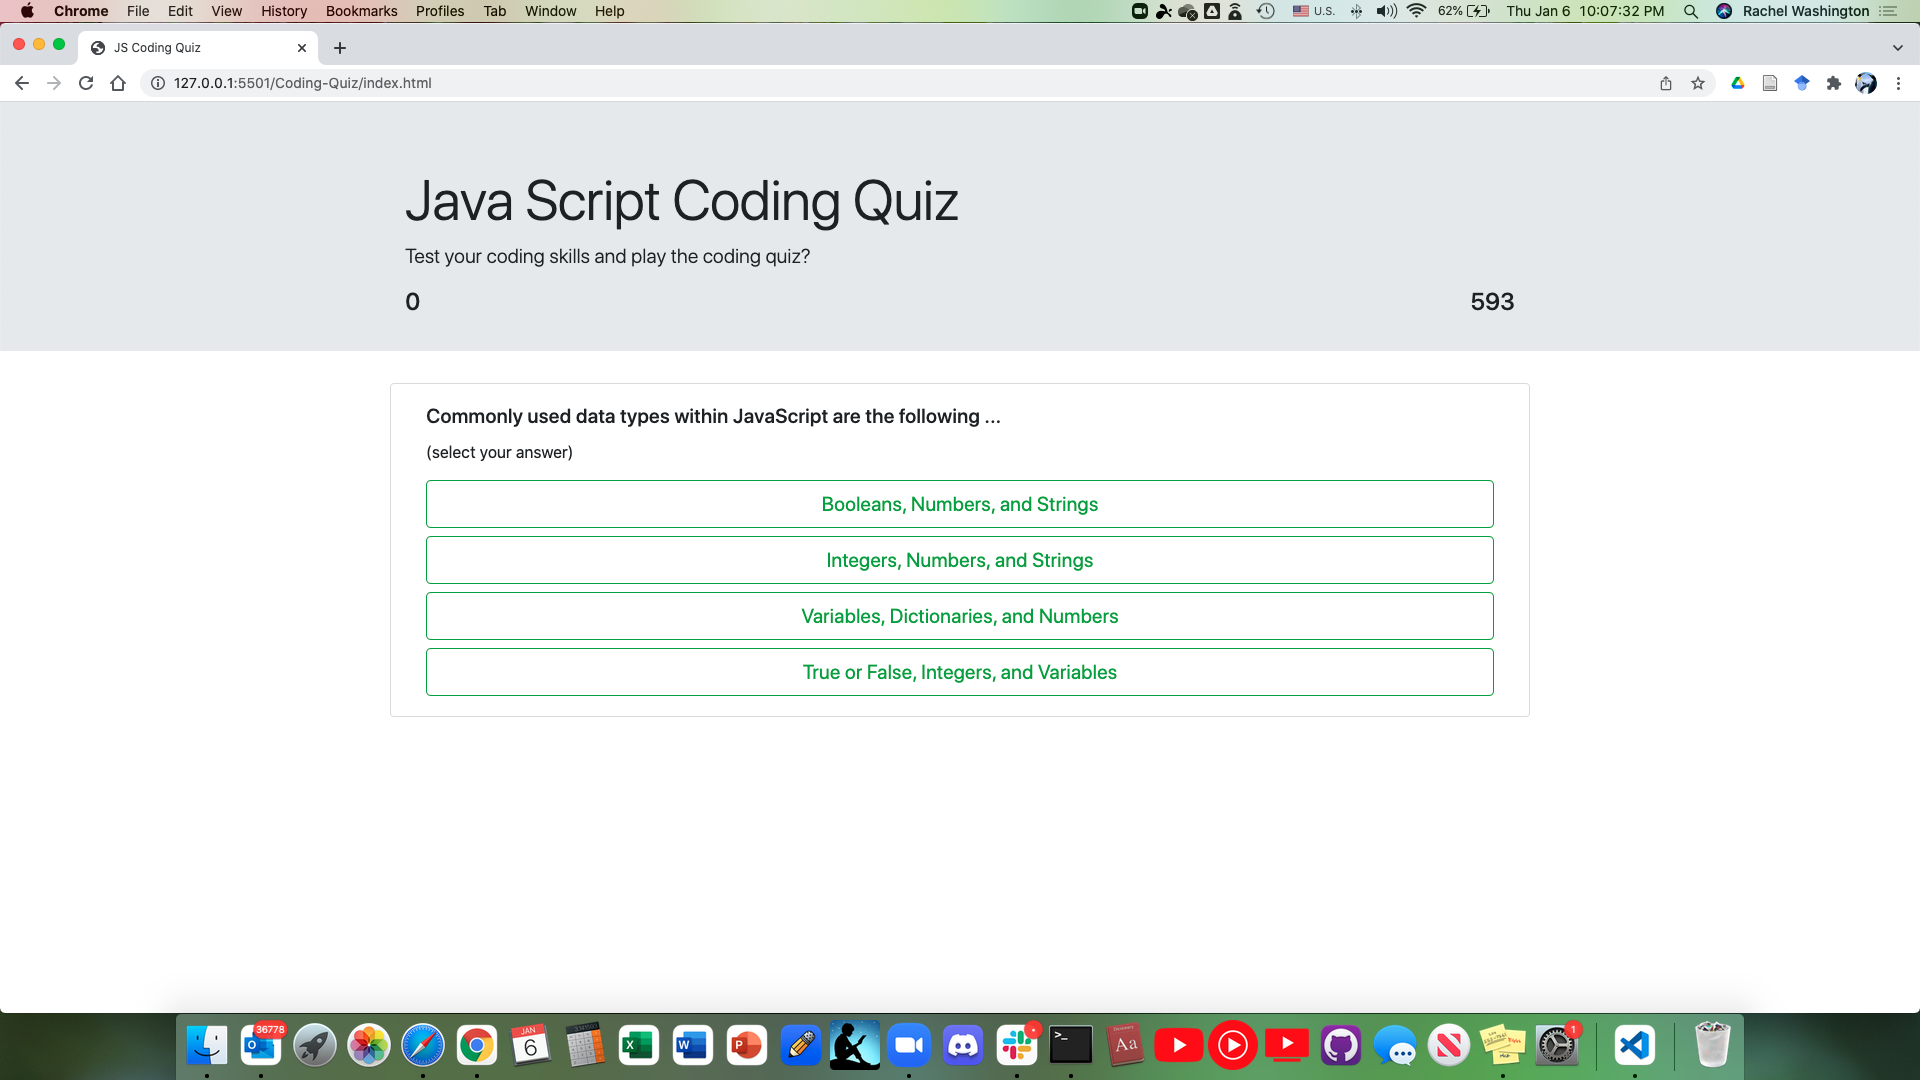 Chrome File Edit View History Bookmarks Profiles Tab Window Help U.S. 62% Thu Jan 6 10:07:32 PM Rachel Washington
JS Coding Quiz
127.0.0.1:5501/Coding-Quiz/index.html
Java Script Coding Quiz
Test your coding skills and play the coding quiz?
0 593
Commonly used data types within JavaScript are the following ...
(select your answer)
Booleans, Numbers, and Strings
Integers, Numbers, and Strings
Variables, Dictionaries, and Numbers
True or False, Integers, and Variables
36778 JAN 1
6 X W P >_ Aa N